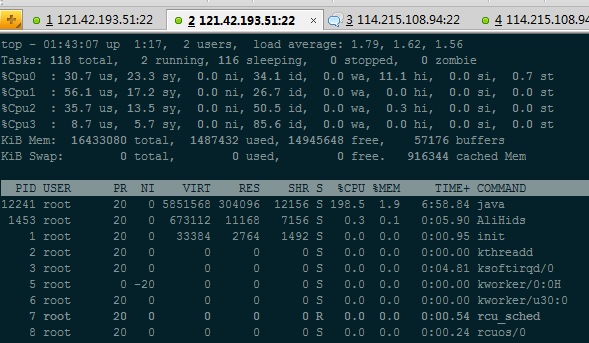 1 121.42.193.51:22 2 121.42.193.51:22 × 3 114.215.108.94:22 4 114.215.108.94
top - 01:43:07 up  1:17,  2 users,  load average: 1.79, 1.62, 1.56
Tasks: 118 total,   2 running, 116 sleeping,   0 stopped,   0 zombie
%Cpu0  : 30.7 us, 23.3 sy,  0.0 ni, 34.1 id,  0.0 wa, 11.1 hi,  0.0 si,  0.7 st
%Cpu1  : 56.1 us, 17.2 sy,  0.0 ni, 26.7 id,  0.0 wa,  0.0 hi,  0.0 si,  0.0 st
%Cpu2  : 35.7 us, 13.5 sy,  0.0 ni, 50.5 id,  0.0 wa,  0.3 hi,  0.0 si,  0.0 st
%Cpu3  :  8.7 us,  5.7 sy,  0.0 ni, 85.6 id,  0.0 wa,  0.0 hi,  0.0 si,  0.0 st
KiB Mem:  16433080 total,  1487432 used, 14945648 free,    57176 buffers
KiB Swap:        0 total,        0 used,        0 free.   916344 cached Mem
PID USER      PR  NI    VIRT    RES    SHR S  %CPU %MEM     TIME+ COMMAND
12241 root      20   0 5851568 304096  12156 S 198.5  1.9   6:58.84 java
1453 root      20   0  673112  11168   7156 S   0.3  0.1   0:05.90 AliHids
1 root      20   0   33384   2764   1492 S   0.0  0.0   0:00.95 init
2 root      20   0       0      0      0 S   0.0  0.0   0:00.00 kthreadd
3 root      20   0       0      0      0 S   0.0  0.0   0:04.81 ksoftirqd/0
5 root       0 -20       0      0      0 S   0.0  0.0   0:00.00 kworker/0:0H
6 root      20   0       0      0      0 S   0.0  0.0   0:00.00 kworker/u30:0
7 root      20   0       0      0      0 R   0.0  0.0   0:00.54 rcu_sched
8 root      20   0       0      0      0 S   0.0  0.0   0:00.24 rcuos/0